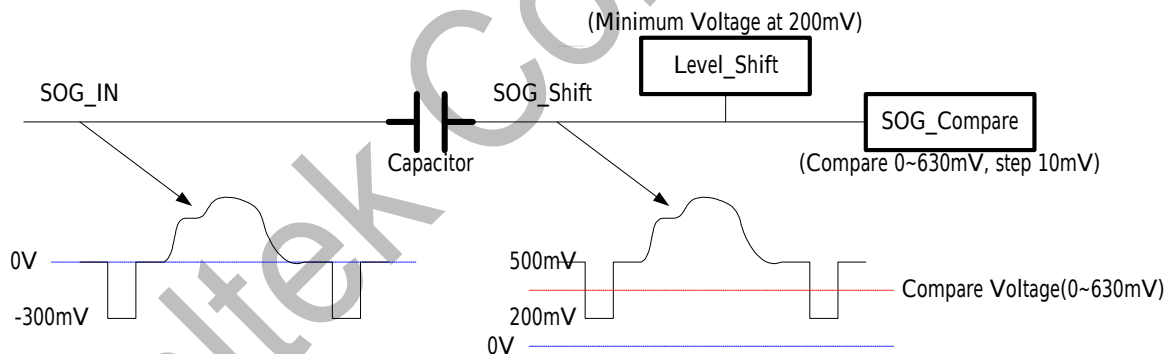 (Minimum Voltage at 200mV)
Level_Shift
SOG_IN
SOG_Shift
SOG_Compare
Capacitor
(Compare 0~630mV, step 10mV)
0V
-300mV
500mV
Compare Voltage(0~630mV)
200mV
0V